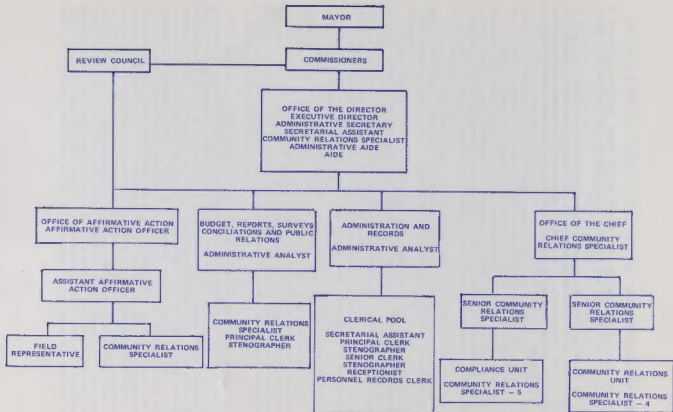 MAYOR
REVIEW COUNCIL
COMMISSIONERS
OFFICE OF THE DIRECTOR
EXECUTIVE DIRECTOR
ADMINISTRATIVE SECRETARY
SECRETARIAL ASSISTANT
COMMUNITY RELATIONS SPECIALIST
ADMINISTRATIVE AIDE
AIDE
OFFICE OF AFFIRMATIVE ACTION
AFFIRMATIVE ACTION OFFICER
BUDGET, REPORTS, SURVEYS
CONCILIATIONS AND PUBLIC
RELATIONS
ADMINISTRATIVE ANALYST
ADMINISTRATION AND
RECORDS
ADMINISTRATIVE ANALYST
OFFICE OF THE CHIEF
CHIEF COMMUNITY
RELATIONS SPECIALIST
ASSISTANT AFFIRMATIVE
ACTION OFFICER
FIELD
REPRESENTATIVE
COMMUNITY RELATIONS
SPECIALIST
COMMUNITY RELATIONS
SPECIALIST
PRINCIPAL CLERK
STENOGRAPHER
CLERICAL POOL
SECRETARIAL ASSISTANT
PRINCIPAL CLERK
STENOGRAPHER
SENIOR CLERK
STENOGRAPHER
RECEPTIONIST
PERSONNEL RECORDS CLERK
SENIOR COMMUNITY
RELATIONS
SPECIALIST
SENIOR COMMUNITY
RELATIONS
SPECIALIST
COMPLIANCE UNIT
COMMUNITY RELATIONS
SPECIALIST – 5
COMMUNITY RELATIONS
UNIT
COMMUNITY RELATIONS
SPECIALIST – 4